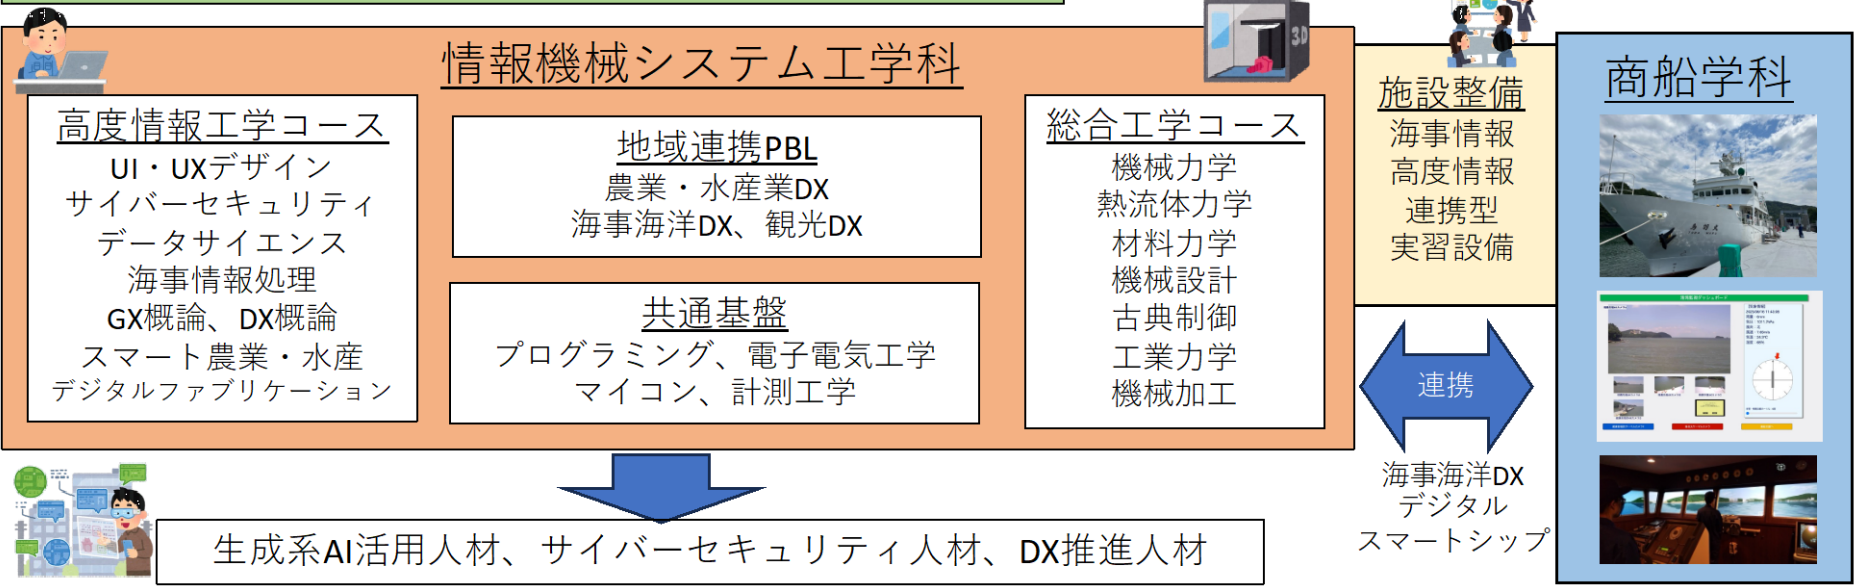 情報機械システム工学科
高度情報工学コース
UI・UXデザイン
サイバーセキュリティ
データサイエンス
海事情報処理
GX概論、DX概論
スマート農業・水産
デジタルファブリケーション
地域連携PBL
農業・水産業DX
海事海洋DX、観光DX
共通基盤
プログラミング、電子電気工学
マイコン、計測工学
3D
総合工学コース
機械力学
熱流体力学
材料力学
機械設計
古典制御
工業力学
機械加工
施設整備
海事情報
高度情報
連携型
実習設備
連携
海事海洋DX
デジタル
スマートシップ
商船学科
生成系AI活用人材、サイバーセキュリティ人材、DX推進人材